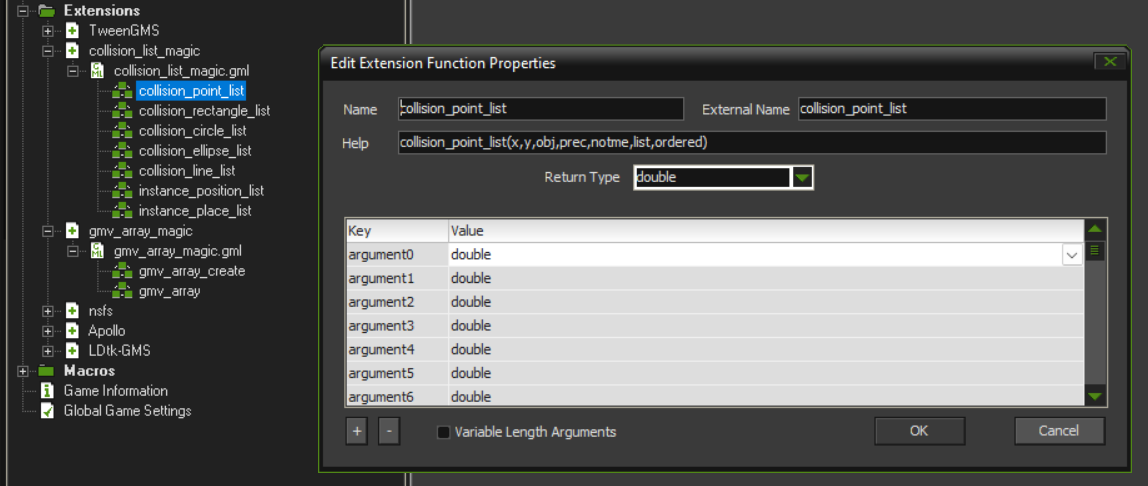 Extensions
TweenGMS
collision_list_magic
collision_list_magic.gml
collision_point_list
collision_rectangle_list
collision_circle_list
collision_ellipse_list
collision_line_list
instance_position_list
instance_place_list
gmv_array_magic
gmv_array_magic.gml
gmv_array_create
gmv_array
nsfs
Apollo
LDtk-GMS
Macros
Game Information
Global Game Settings
Edit Extension Function Properties
Name collision_point_list External Name collision_point_list
Help collision_point_list(x,y,obj,prec,notme,list,ordered)
Return Type double
Key Value
argument0 double
argument1 double
argument2 double
argument3 double
argument4 double
argument5 double
argument6 double
+ - Variable Length Arguments OK Cancel